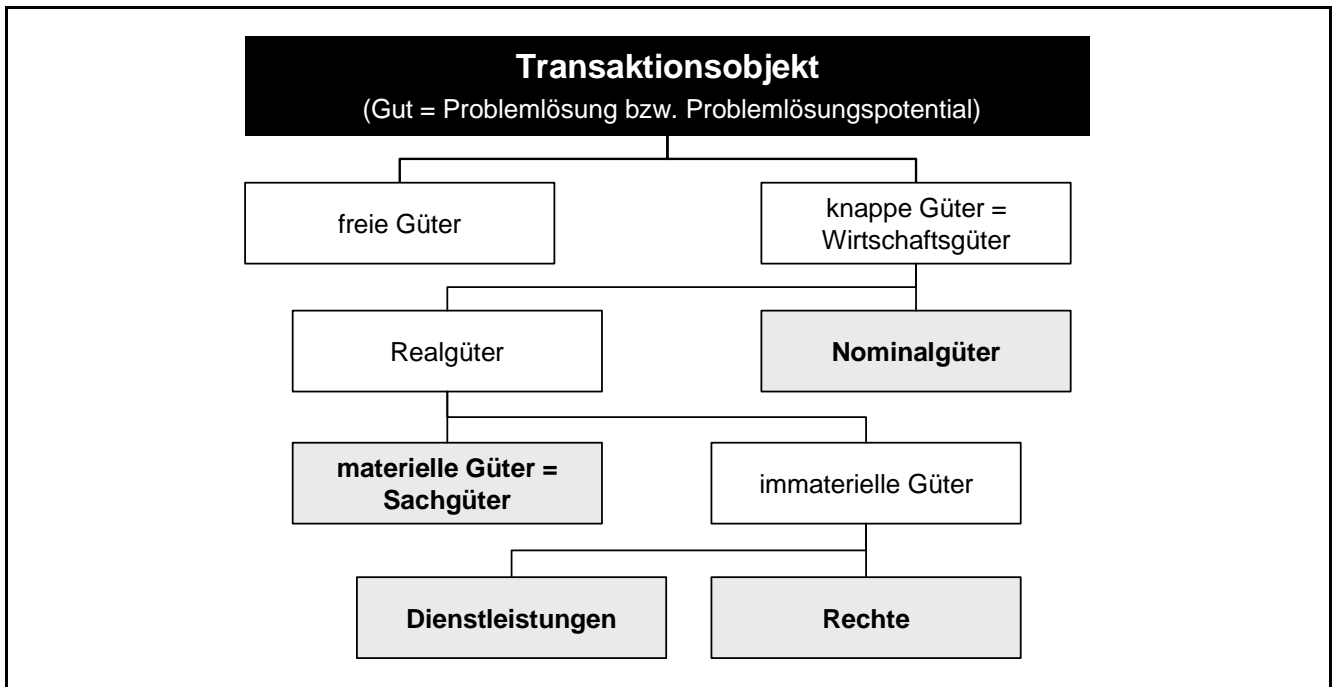 Transaktionsobjekt
(Gut = Problemlösung bzw. Problemlösungspotential)
freie Güter
knappe Güter =
Wirtschaftsgüter
Realgüter
Nominalgüter
materielle Güter =
Sachgüter
immaterielle Güter
Dienstleistungen
Rechte